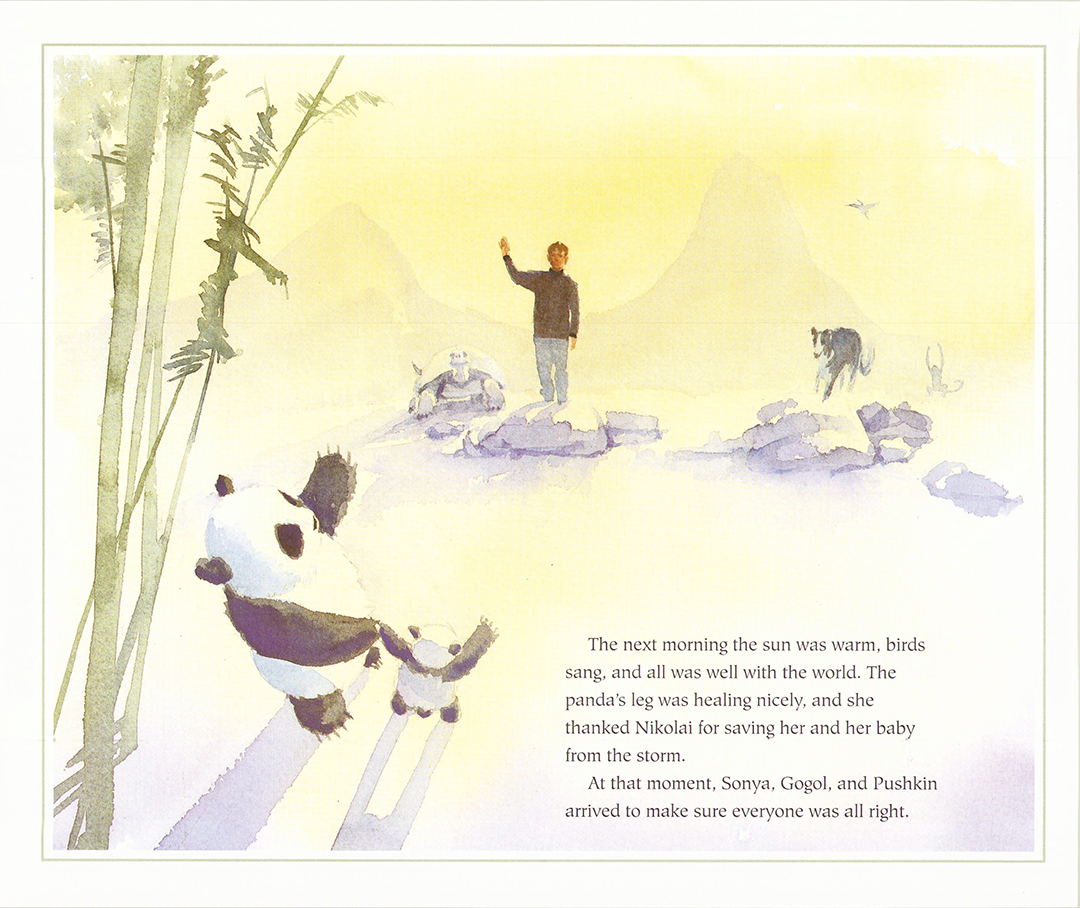 The next morning the sun was warm, birds
sang, and all was well with the world. The
panda's leg was healing nicely, and she
thanked Nikolai for saving her and her baby
from the storm.
At that moment, Sonya, Gogol, and Pushkin
arrived to make sure everyone was all right.